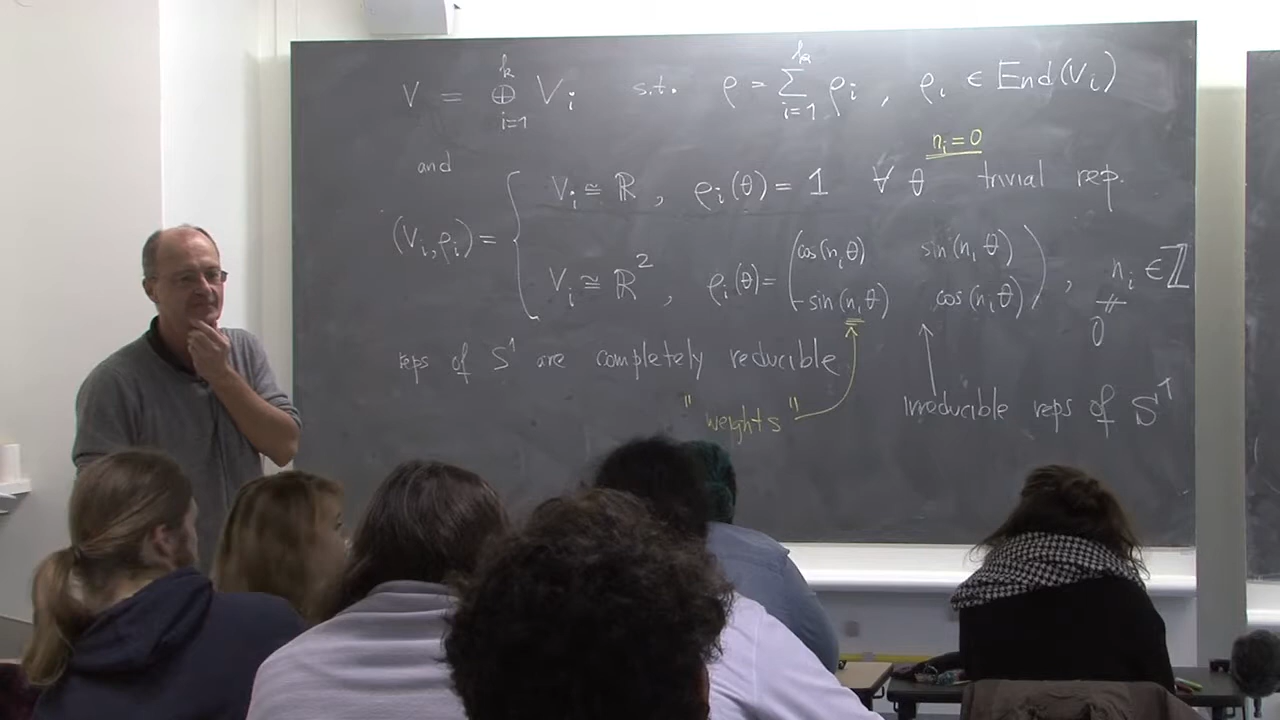 V = ⊕_{i=1}^{k} V_i s.t. ρ = ∑_{i=1}^{k} ρ_i , ρ_i ∈ End(V_i)
and
n_i = 0
V_i ≅ ℝ , ρ_i(θ) = 1 ∀ θ trivial rep.
(V_i, ρ_i) = {
V_i ≅ ℝ² , ρ_i(θ) = ( cos(n_i θ) sin(n_i θ)
-sin(n_i θ) cos(n_i θ) ) , n_i ∈ ℤ
≠
0
reps of S¹ are completely reducible
"weights"
irreducible reps of S¹